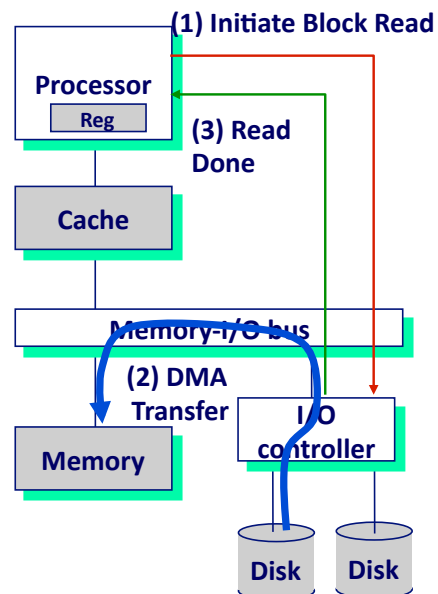 (1) Initiate Block Read
Processor
Reg
(3) Read
Done
Cache
Memory-I/O bus
(2) DMA
Transfer
I/O
controller
Memory
Disk
Disk